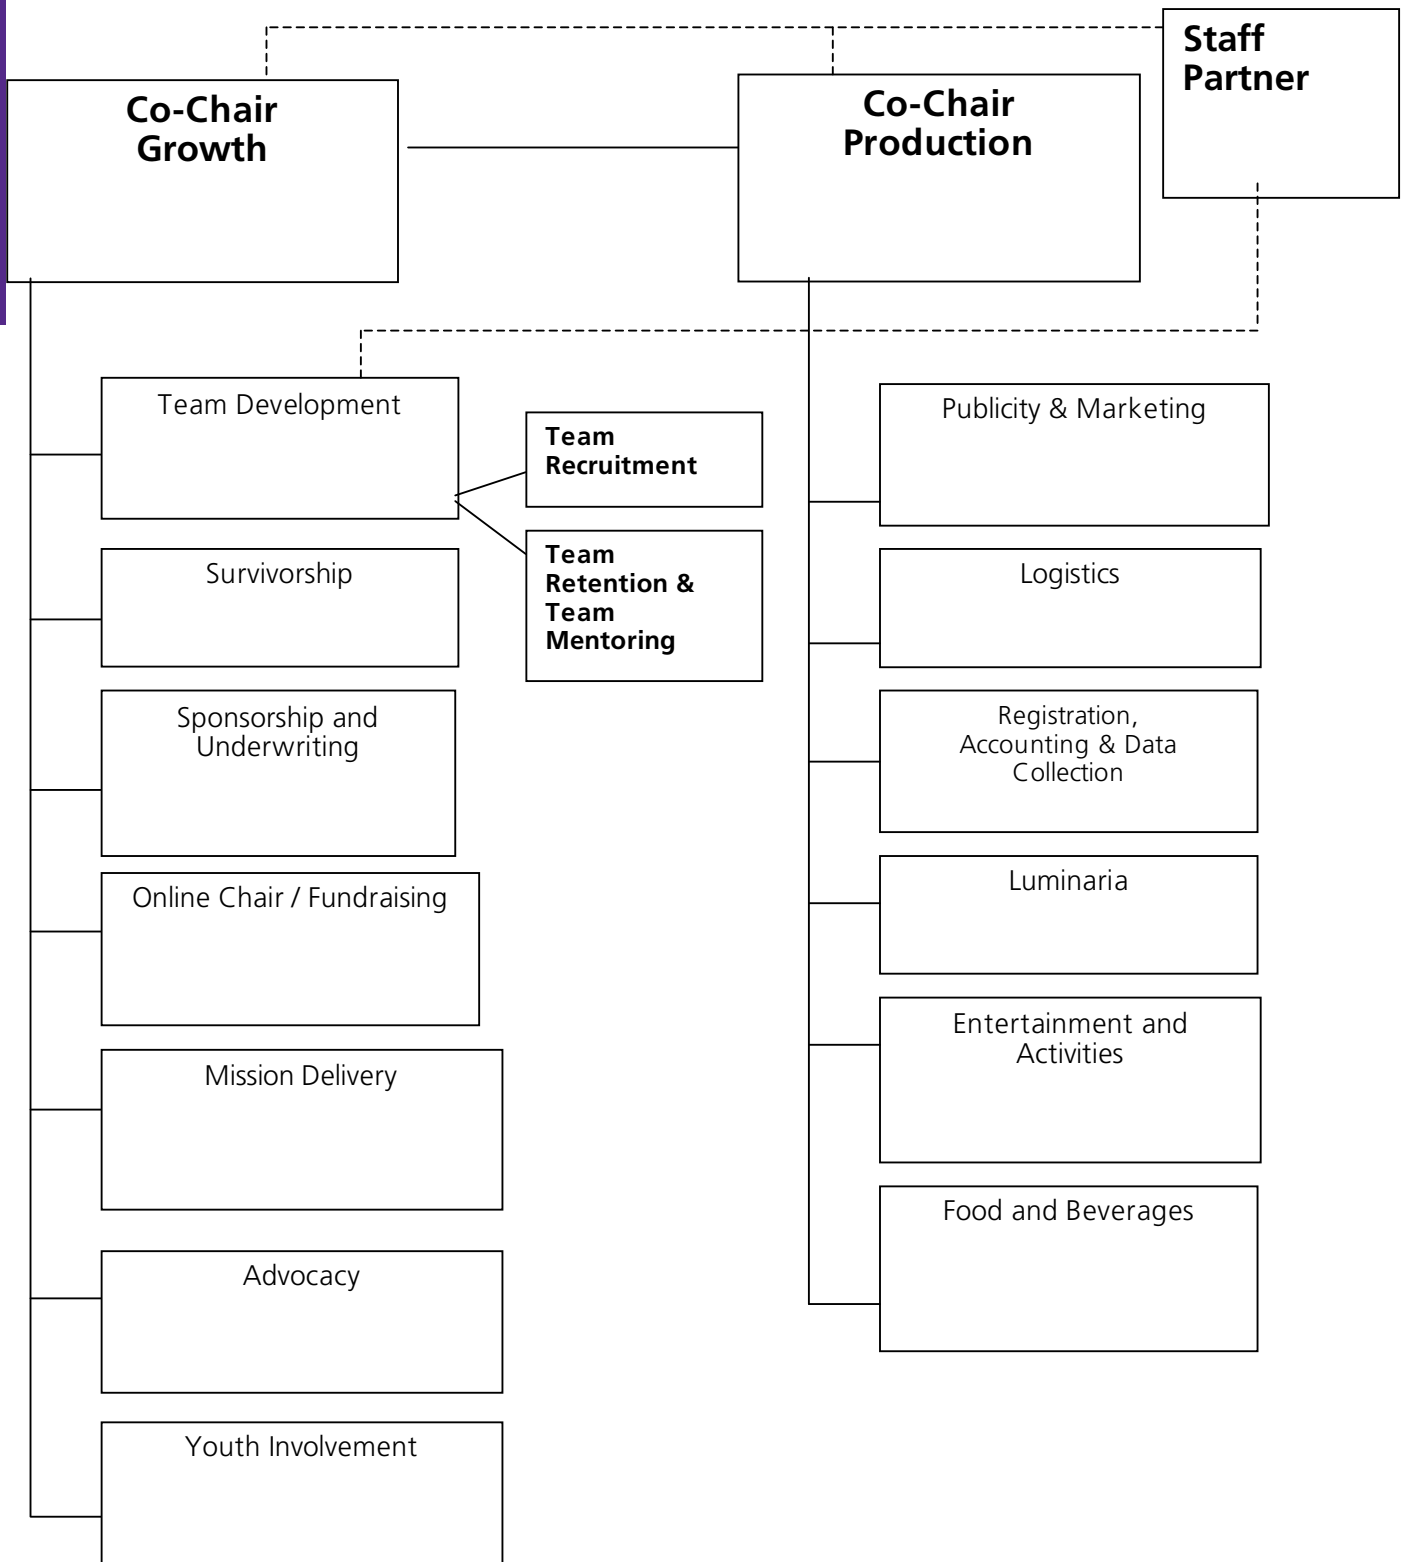 Staff
Partner
Co-Chair
Growth
Co-Chair
Production
Team Development
Team
Recruitment
Team
Retention &
Team
Mentoring
Survivorship
Sponsorship and
Underwriting
Online Chair / Fundraising
Mission Delivery
Advocacy
Youth Involvement
Publicity & Marketing
Logistics
Registration,
Accounting & Data
Collection
Luminaria
Entertainment and
Activities
Food and Beverages